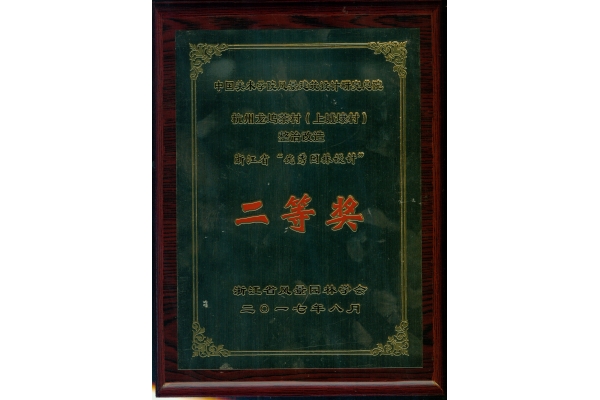 中国美术学院风景建筑设计研究总院
杭州龙坞茶村（上城埭村）
整治改造
浙江省“优秀园林设计”
二等奖
浙江省风景园林学会
二〇一七年八月